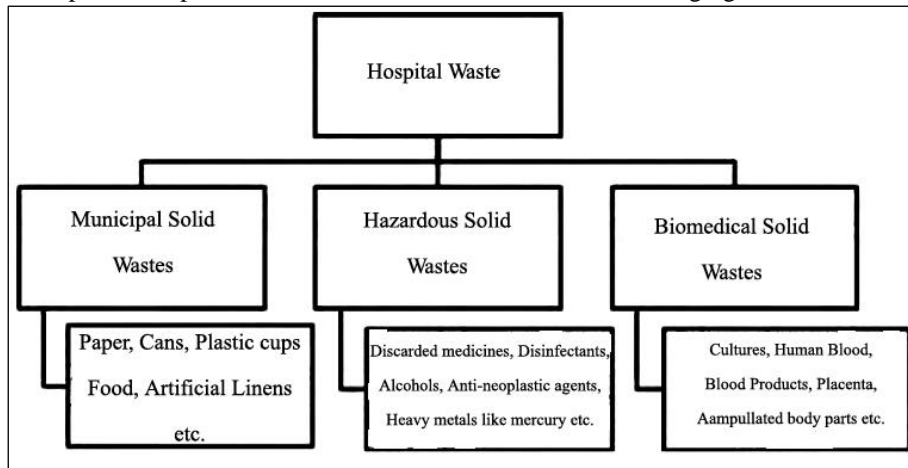 Hospital Waste
Municipal Solid
Wastes
Hazardous Solid
Wastes
Biomedical Solid
Wastes
Paper, Cans, Plastic cups
Food, Artificial Linens
etc.
Discarded medicines, Disinfectants,
Alcohols, Anti-neoplastic agents,
Heavy metals like mercury etc.
Cultures, Human Blood,
Blood Products, Placenta,
Aampullated body parts etc.